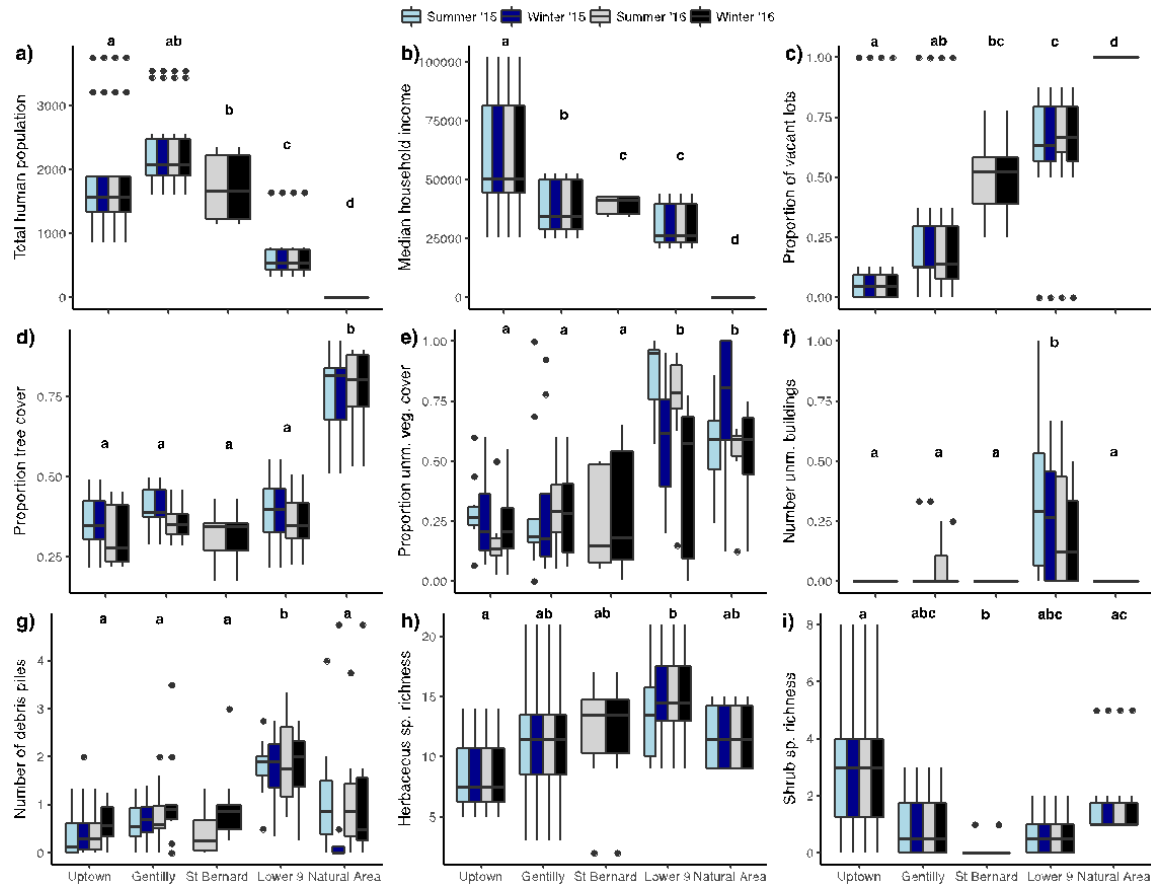 Summer '15 Winter '15 Summer '16 Winter '16
a) a ab b c d
Total human population
3000
2000
1000
0
b) a b c c d
Median household income
100000
75000
50000
25000
0
c) a ab bc c d
Proportion of vacant lots
1.00
0.75
0.50
0.25
0.00
d) a a a a b
Proportion tree cover
0.75
0.50
0.25
e) a a a b b
Proportion unm. veg. cover
1.00
0.75
0.50
0.25
0.00
f) a a a b a
Number unm. buildings
1.00
0.75
0.50
0.25
0.00
g) a a a b a
Number of debris piles
4
3
2
1
0
Uptown Gentilly St Bernard Lower 9 Natural Area
h) a ab ab b ab
Herbaceous sp. richness
20
15
10
5
Uptown Gentilly St Bernard Lower 9 Natural Area
i) a abc b abc ac
Shrub sp. richness
8
6
4
2
0
Uptown Gentilly St Bernard Lower 9 Natural Area